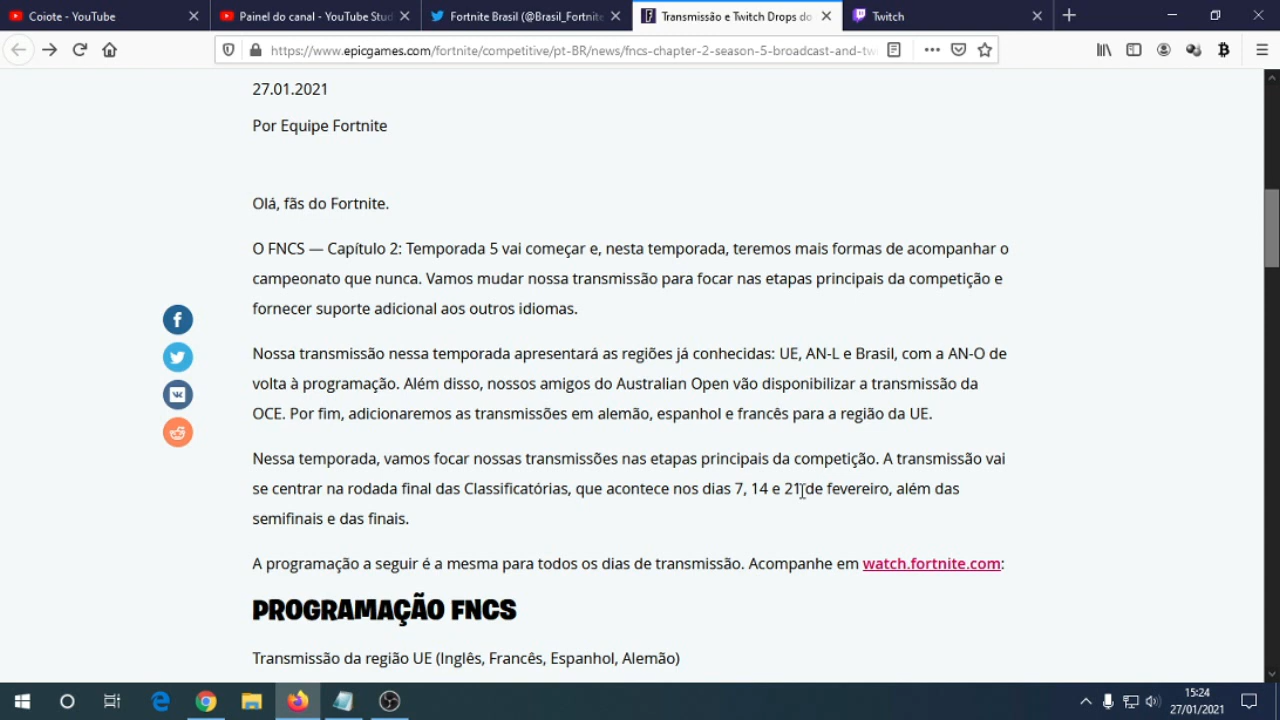 Coiote - YouTube
Painel do canal - YouTube Stud
Fortnite Brasil (@Brasil_Fortnite
Transmissão e Twitch Drops do
Twitch
https://www.epicgames.com/fortnite/competitive/pt-BR/news/fncs-chapter-2-season-5-broadcast-and-tw
27.01.2021
Por Equipe Fortnite
Olá, fãs do Fortnite.
O FNCS — Capítulo 2: Temporada 5 vai começar e, nesta temporada, teremos mais formas de acompanhar o
campeonato que nunca. Vamos mudar nossa transmissão para focar nas etapas principais da competição e
fornecer suporte adicional aos outros idiomas.
Nossa transmissão nessa temporada apresentará as regiões já conhecidas: UE, AN-L e Brasil, com a AN-O de
volta à programação. Além disso, nossos amigos do Australian Open vão disponibilizar a transmissão da
OCE. Por fim, adicionaremos as transmissões em alemão, espanhol e francês para a região da UE.
Nessa temporada, vamos focar nossas transmissões nas etapas principais da competição. A transmissão vai
se centrar na rodada final das Classificatórias, que acontece nos dias 7, 14 e 21 de fevereiro, além das
semifinais e das finais.
A programação a seguir é a mesma para todos os dias de transmissão. Acompanhe em watch.fortnite.com:
PROGRAMAÇÃO FNCS
Transmissão da região UE (Inglês, Francês, Espanhol, Alemão)
15:24
27/01/2021